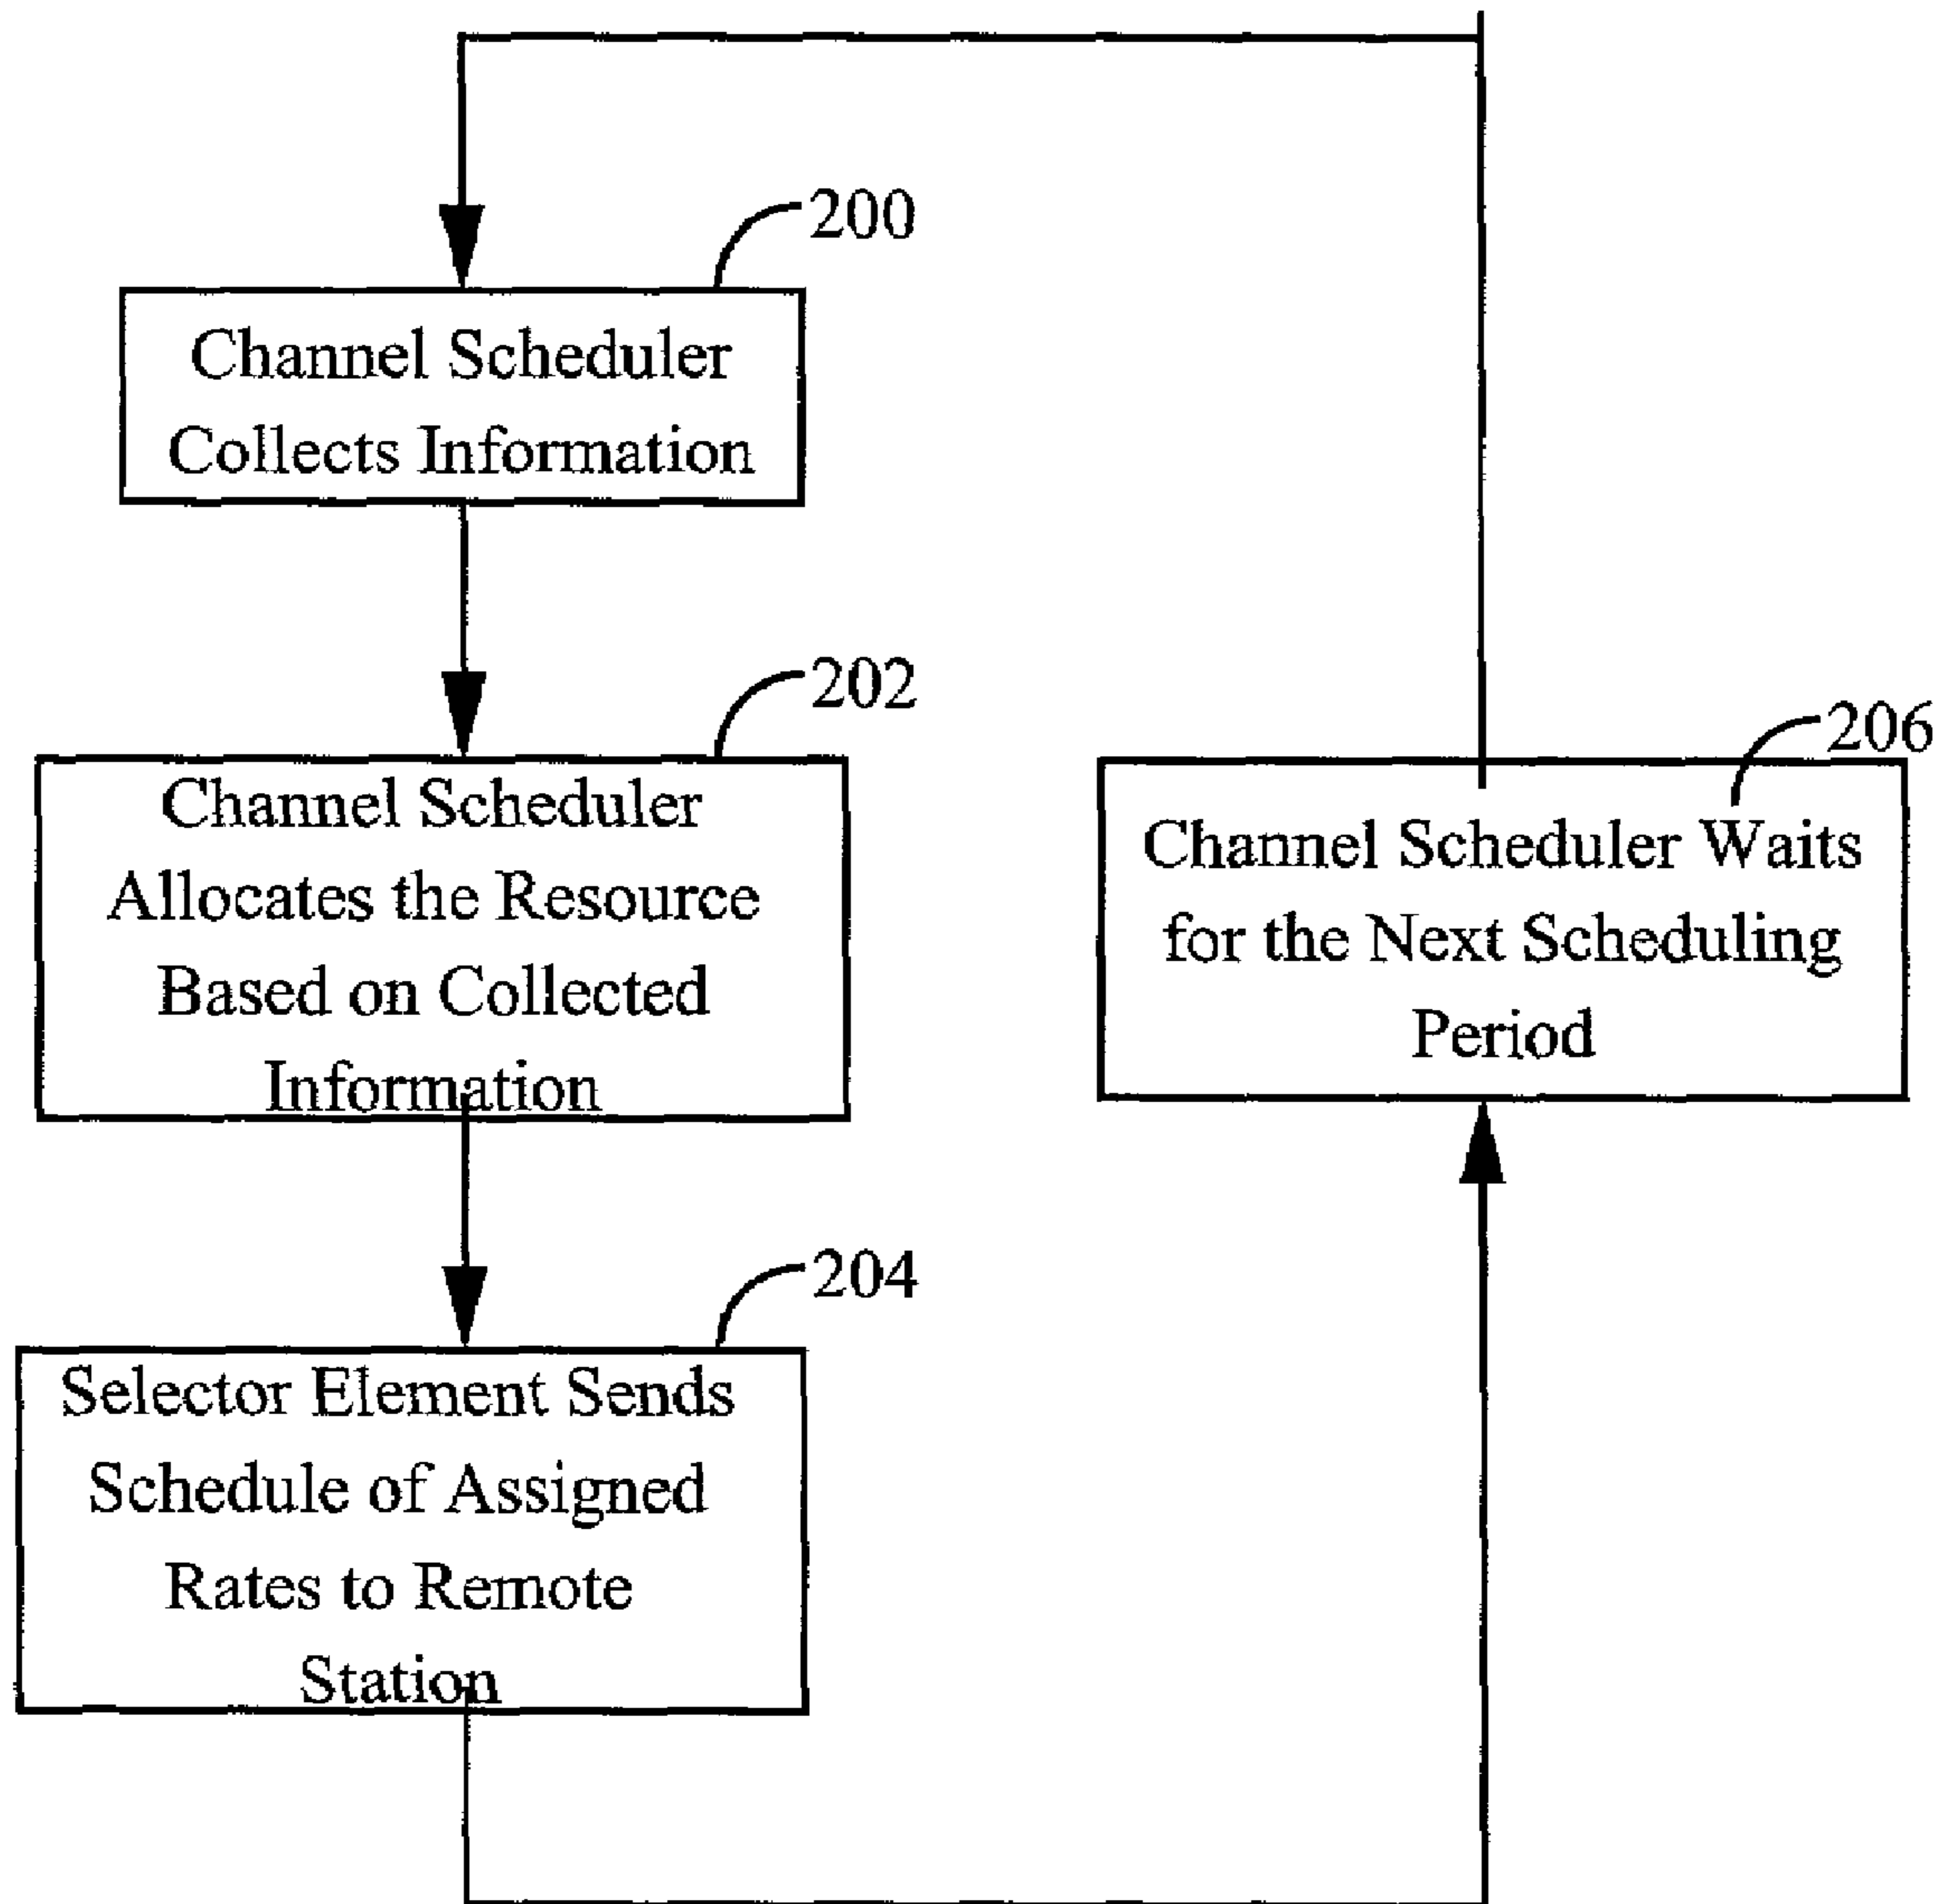 200
Channel Scheduler
Collects Information
202
Channel Scheduler
Allocates the Resource
Based on Collected
Information
204
Selector Element Sends
Schedule of Assigned
Rates to Remote
Station
206
Channel Scheduler Waits
for the Next Scheduling
Period